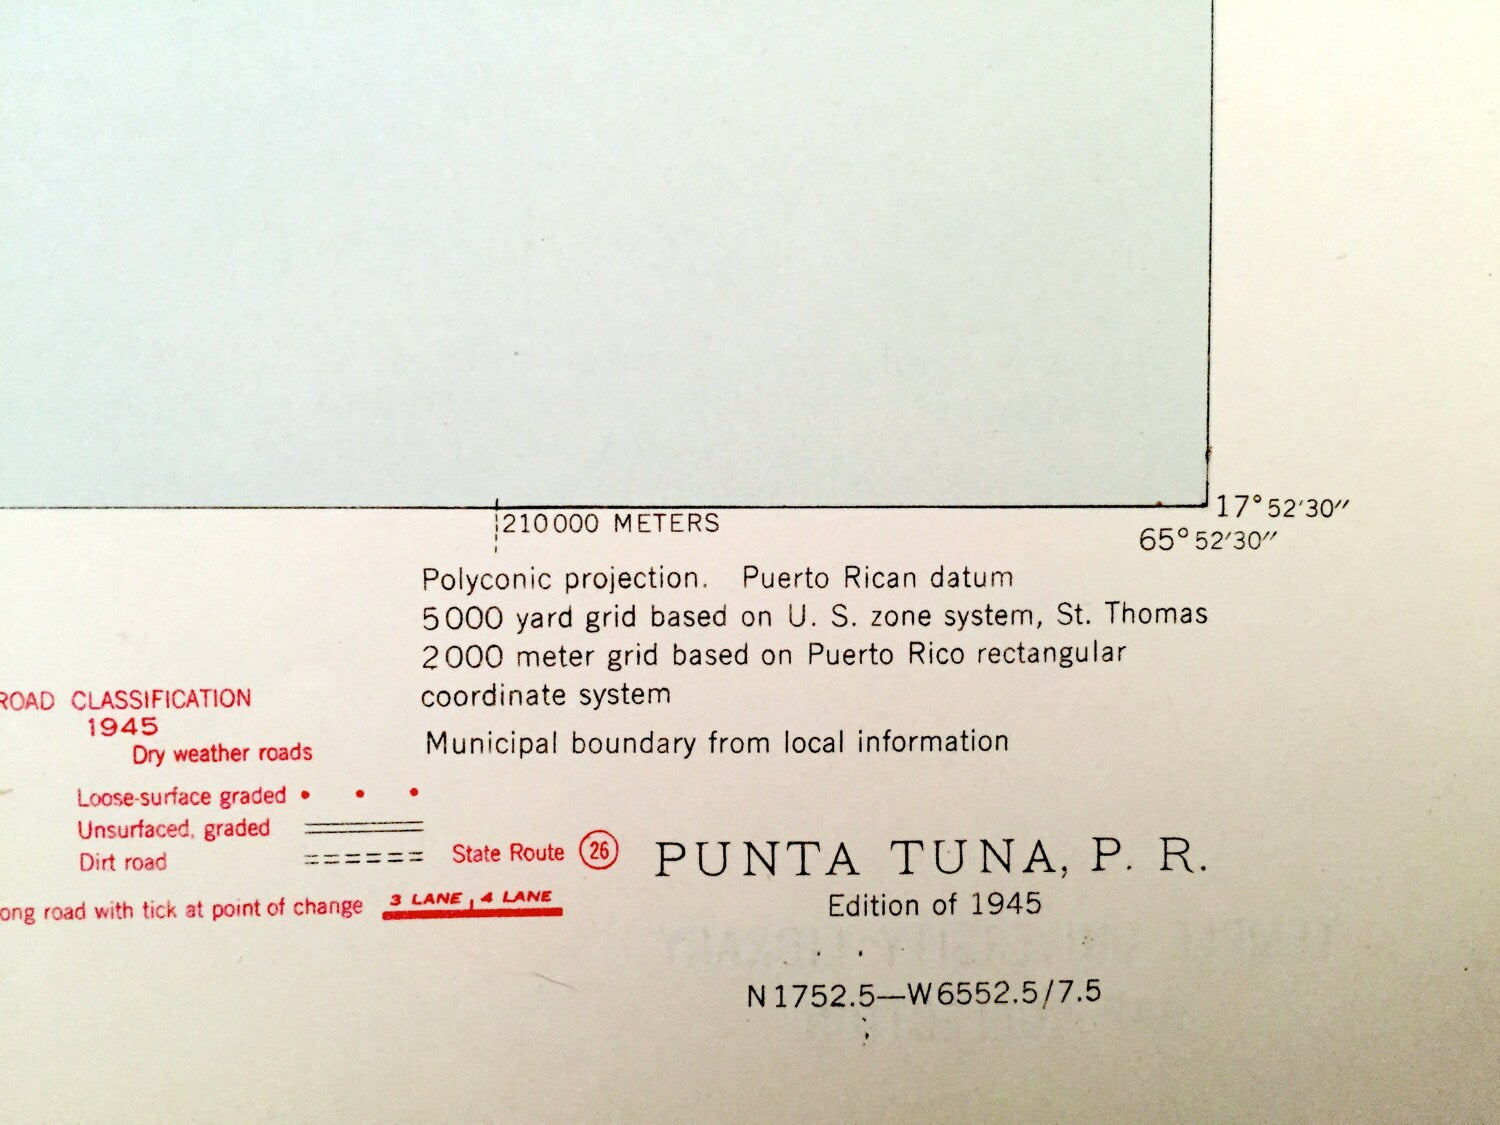 210000 METERS
17°52′30″
65°52′30″
Polyconic projection. Puerto Rican datum
5000 yard grid based on U. S. zone system, St. Thomas
2000 meter grid based on Puerto Rico rectangular
coordinate system
Municipal boundary from local information
ROAD CLASSIFICATION
1945
Dry weather roads
Loose-surface graded
Unsurfaced, graded
Dirt road
State Route 26
ong road with tick at point of change 3 LANE 4 LANE
PUNTA TUNA, P. R.
Edition of 1945
N1752.5—W6552.5/7.5